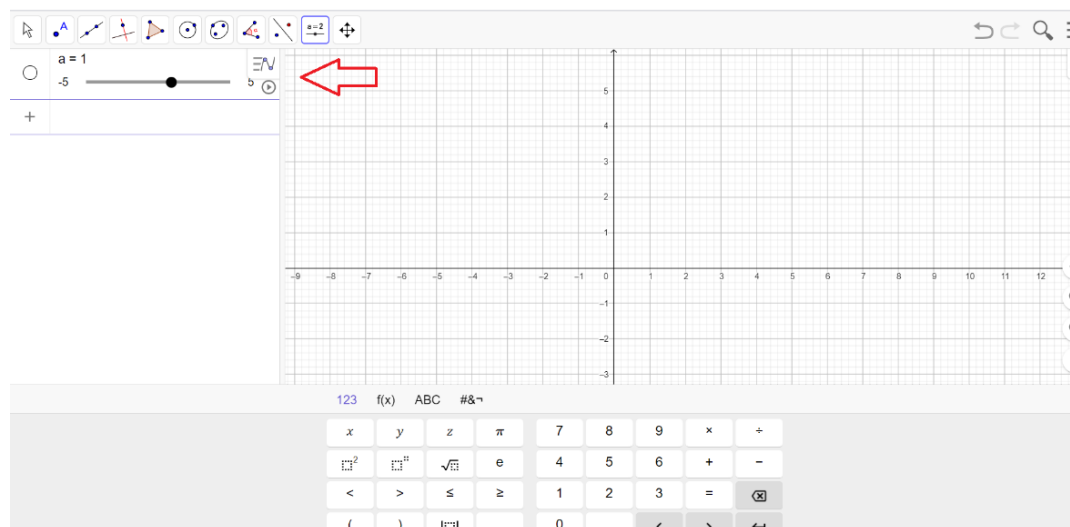 A
a=2
a = 1
-5 5
5
4
3
2
1
-9 -8 -7 -6 -5 -4 -3 -2 -1 0 1 2 3 4 5 6 7 8 9 10 11 12
-1
-2
-3
123 f(x) ABC #&¬
x y z π 7 8 9 × ÷
2 √ e 4 5 6 + −
< > ≤ ≥ 1 2 3 =
( ) 0